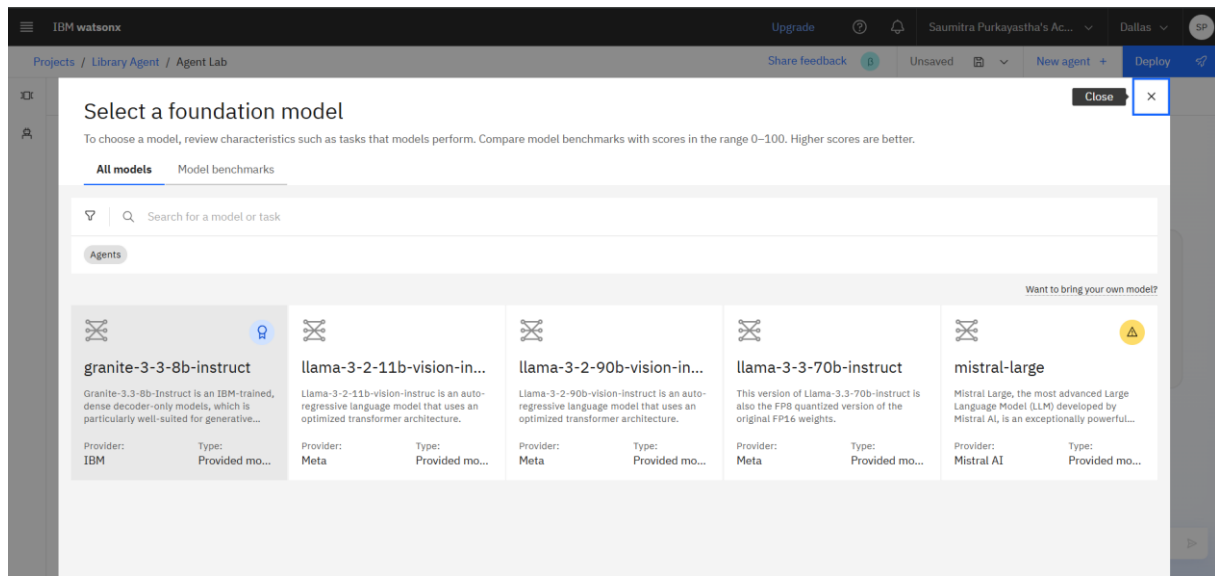 IBM watsonx
Upgrade
Saumitra Purkayastha's Ac...
Dallas
SP
Projects / Library Agent / Agent Lab
Share feedback
β
Unsaved
New agent +
Deploy
Close
Select a foundation model
To choose a model, review characteristics such as tasks that models perform. Compare model benchmarks with scores in the range 0–100. Higher scores are better.
All models
Model benchmarks
Search for a model or task
Agents
Want to bring your own model?
granite-3-3-8b-instruct
Granite-3.3-8b-Instruct is an IBM-trained,
dense decoder-only models, which is
particularly well-suited for generative...
Provider:
Type:
IBM
Provided mo...
llama-3-2-11b-vision-in...
Llama-3-2-11b-vision-instruc is an auto-
regressive language model that uses an
optimized transformer architecture.
Provider:
Type:
Meta
Provided mo...
llama-3-2-90b-vision-in...
Llama-3-2-90b-vision-instruct is an auto-
regressive language model that uses an
optimized transformer architecture.
Provider:
Type:
Meta
Provided mo...
llama-3-3-70b-instruct
This version of Llama-3.3-70b-instruct is
also the FP8 quantized version of the
original FP16 weights.
Provider:
Type:
Meta
Provided mo...
mistral-large
Mistral Large, the most advanced Large
Language Model (LLM) developed by
Mistral AI, is an exceptionally powerful...
Provider:
Type:
Mistral AI
Provided mo...